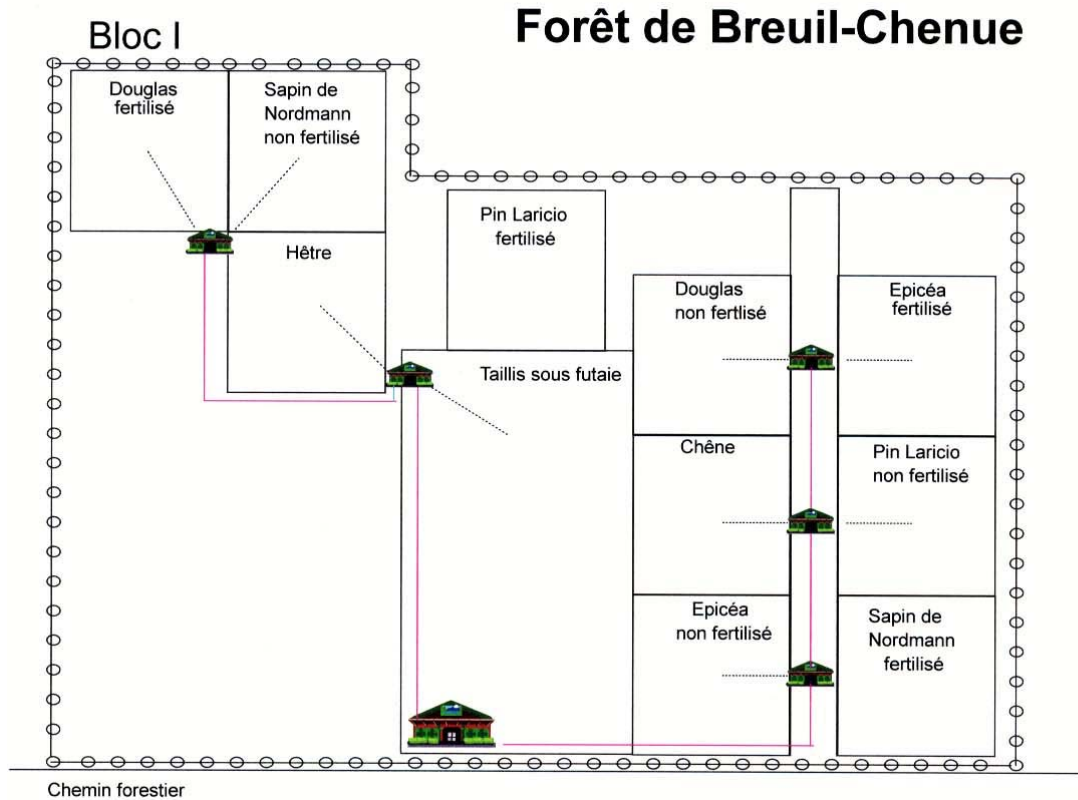 Forêt de Breuil-Chenue
Bloc I
Douglas
fertilisé
Sapin de
Nordmann
non fertilisé
Hêtre
Pin Laricio
fertilisé
Taillis sous futaie
Douglas
non fertlisé
Epicéa
fertilisé
Chêne
Pin Laricio
non fertilisé
Epicéa
non fertilisé
Sapin de
Nordmann
fertilisé
Chemin forestier